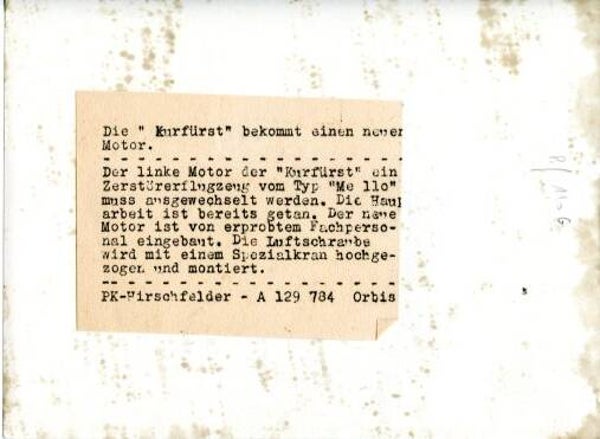 Die " Kurfürst" bekommt einen neuen
Motor.
Der linke Motor der "Kurfürst" ein
Zerstörerflugzeug vom Typ "Me 110"
muss ausgewechselt werden. Die Haupt
arbeit ist bereits getan. Der neue
Motor ist von erprobtem Fachperso-
nal eingebaut. Die Luftschraube
wird mit einem Spezialkran hochge-
zogen und montiert.
PK-Hirschfelder - A 129 784 Orbis